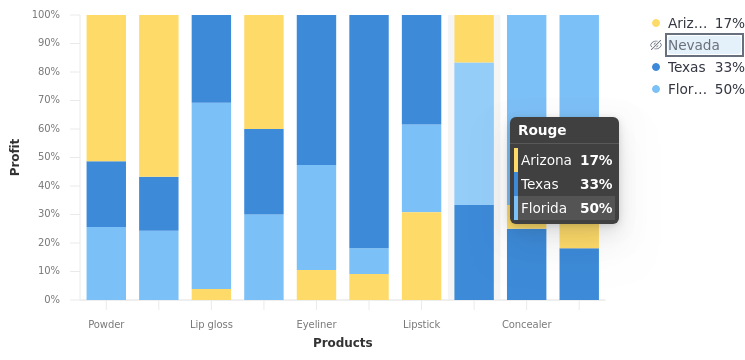 100%
90%
80%
70%
60%
50%
40%
30%
20%
10%
0%
Profit
Powder
Lip gloss
Eyeliner
Lipstick
Concealer
Products
Ariz... 17%
Nevada
Texas 33%
Flor... 50%
Rouge
Arizona 17%
Texas 33%
Florida 50%